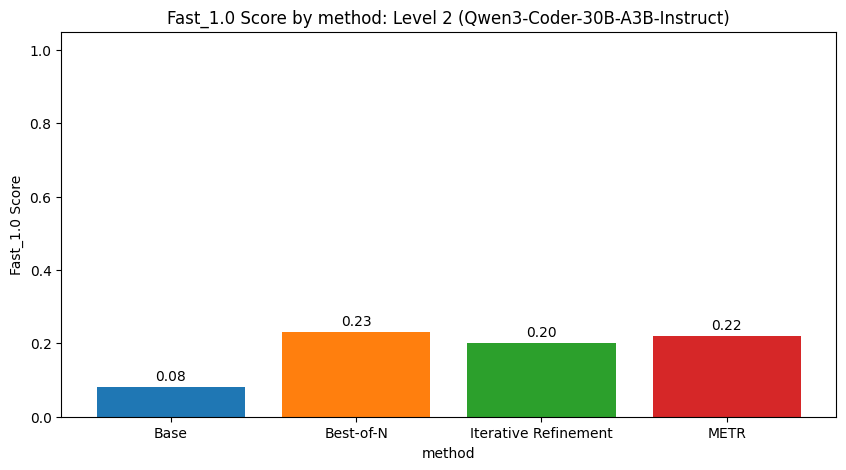 Fast_1.0 Score by method: Level 2 (Qwen3-Coder-30B-A3B-Instruct)
Fast_1.0 Score
1.0
0.8
0.6
0.4
0.2
0.0
0.08
0.23
0.20
0.22
Base
Best-of-N
Iterative Refinement
METR
method